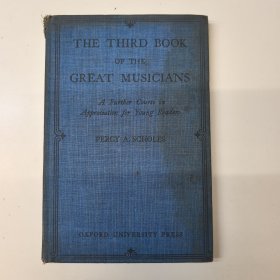 THE THIRD BOOK
OF THE
GREAT MUSICIANS
A Further Course in
Appreciation for Young Readers
PERCY A. SCHOLES
OXFORD UNIVERSITY PRESS